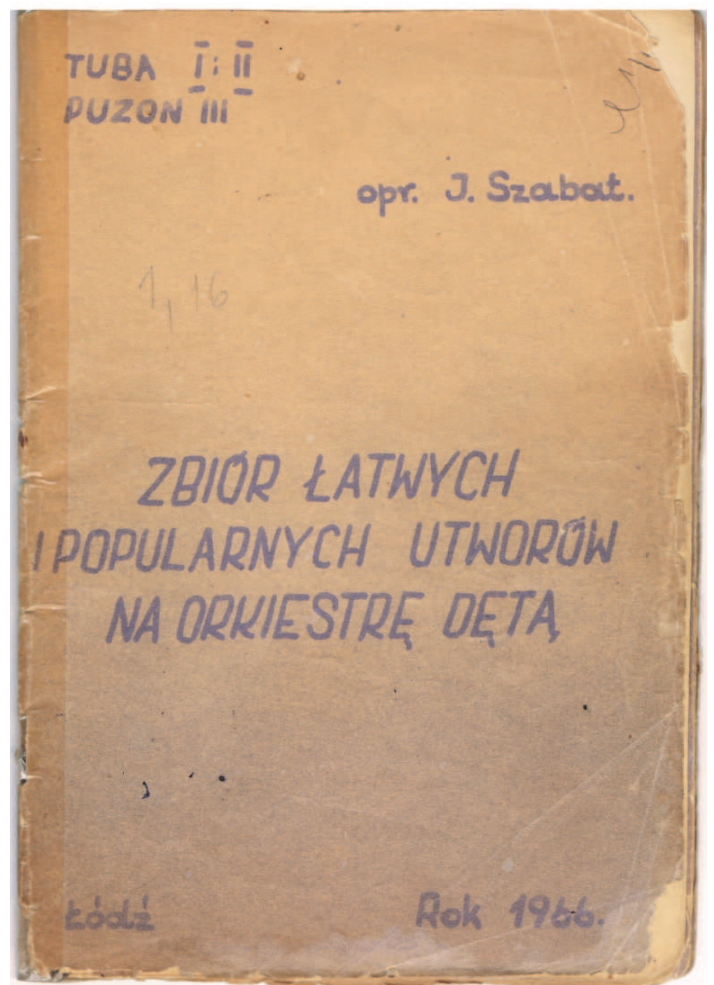 TUBA I i II
PUZON III
opr. J. Szabat.
1, 16
ZBIÓR ŁATWYCH
I POPULARNYCH UTWORÓW
NA ORKIESTRĘ DĘTĄ
Łódź
Rok 1966.